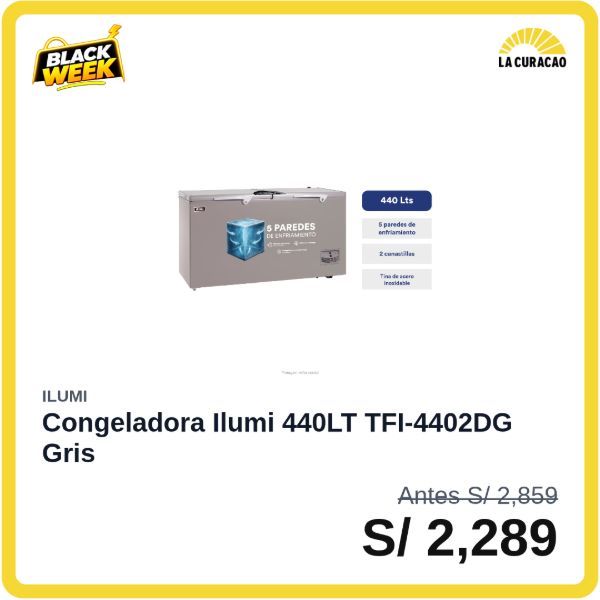 BLACK
WEEK
LA CURACAO
440 Lts
5 paredes de
enfriamiento
2 canastillas
Tina de acero
inoxidable
5 PAREDES
DE ENFRIAMIENTO
ILUMI
Congeladora Ilumi 440LT TFI-4402DG
Gris
Antes S/ 2,859
S/ 2,289